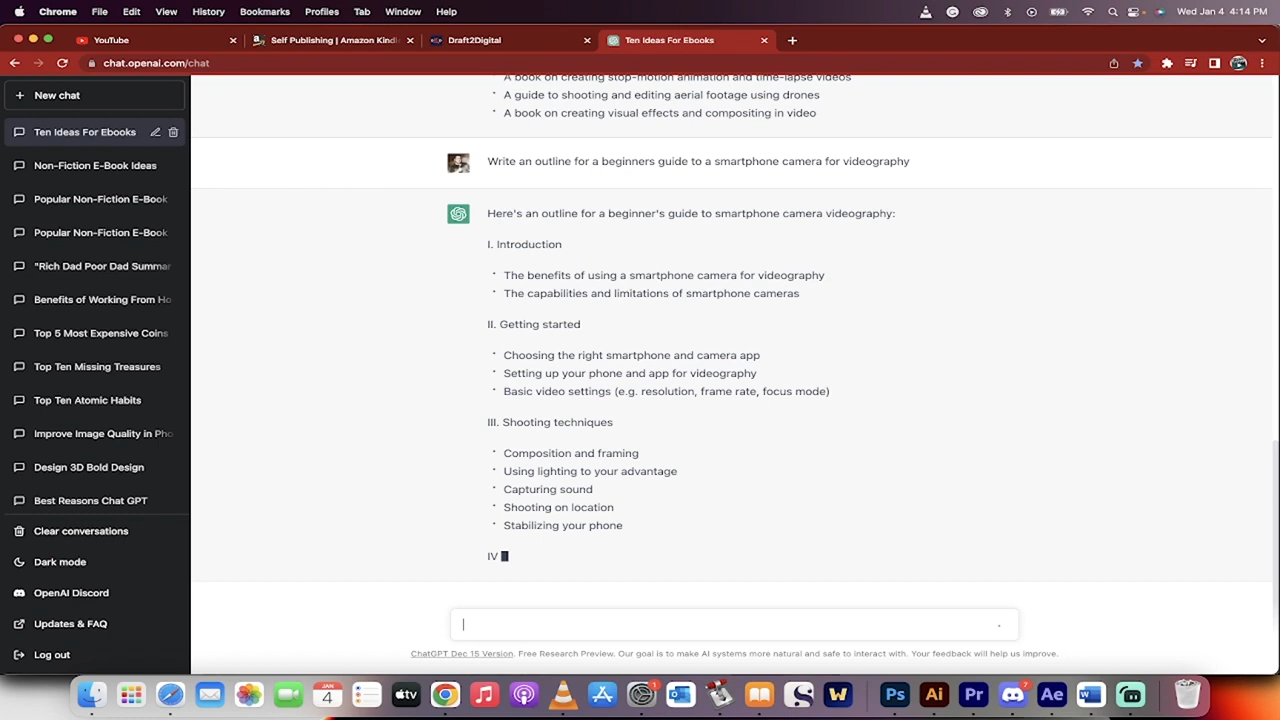 Chrome File Edit View History Bookmarks Profiles Tab Window Help Wed Jan 4 4:14 PM
YouTube Self Publishing | Amazon Kindl Draft2Digital Ten Ideas For Ebooks
chat.openai.com/chat
New chat
Ten Ideas For Ebooks
Non-Fiction E-Book Ideas
Popular Non-Fiction E-Book
Popular Non-Fiction E-Book
"Rich Dad Poor Dad Summar
Benefits of Working From Ho
Top 5 Most Expensive Coins
Top Ten Missing Treasures
Top Ten Atomic Habits
Improve Image Quality in Pho
Design 3D Bold Design
Best Reasons Chat GPT
Clear conversations
Dark mode
OpenAI Discord
Updates & FAQ
Log out
A book on creating stop-motion animation and time-lapse videos
A guide to shooting and editing aerial footage using drones
A book on creating visual effects and compositing in video
Write an outline for a beginners guide to a smartphone camera for videography
Here's an outline for a beginner's guide to smartphone camera videography:
I. Introduction
The benefits of using a smartphone camera for videography
The capabilities and limitations of smartphone cameras
II. Getting started
Choosing the right smartphone and camera app
Setting up your phone and app for videography
Basic video settings (e.g. resolution, frame rate, focus mode)
III. Shooting techniques
Composition and framing
Using lighting to your advantage
Capturing sound
Shooting on location
Stabilizing your phone
IV
ChatGPT Dec 15 Version. Free Research Preview. Our goal is to make AI systems more natural and safe to interact with. Your feedback will help us improve.
JAN 4 tv 1 S W Ps Ai Pr 7 Ae W